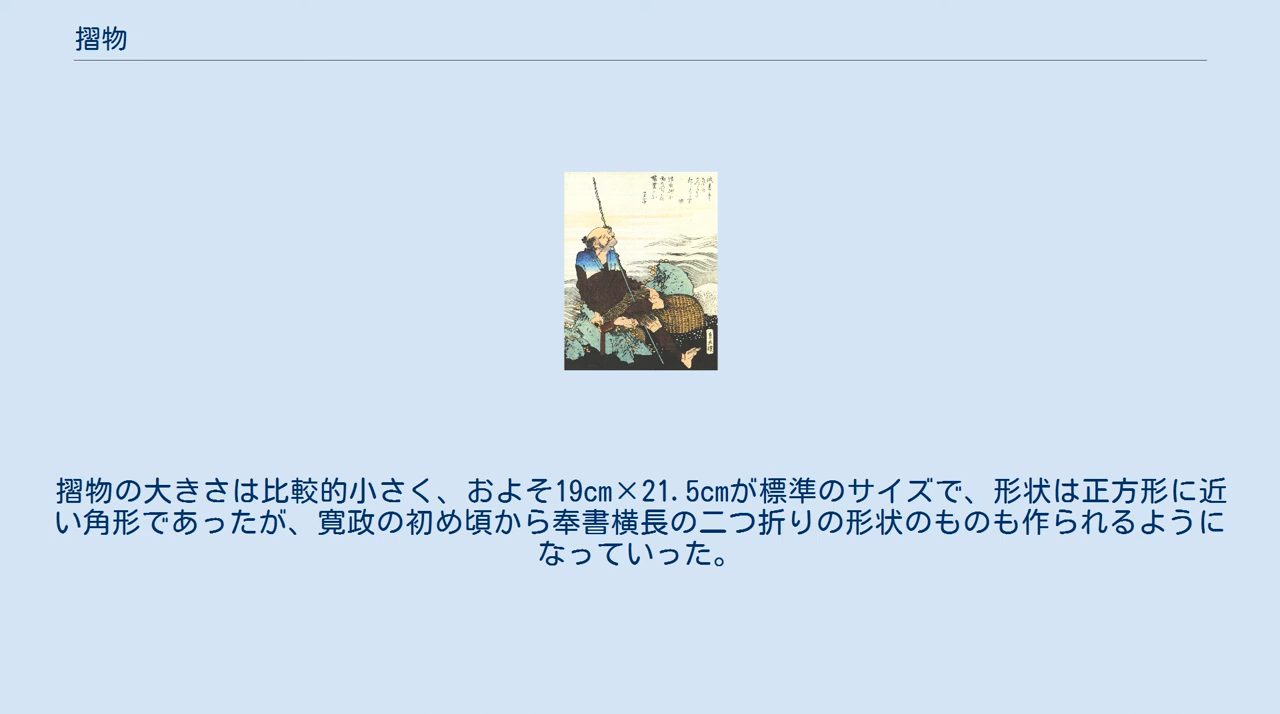 摺物
摺物の大きさは比較的小さく、およそ19cm×21.5cmが標準のサイズで、形状は正方形に近
い角形であったが、寛政の初め頃から奉書横長の二つ折りの形状のものも作られるように
なっていった。